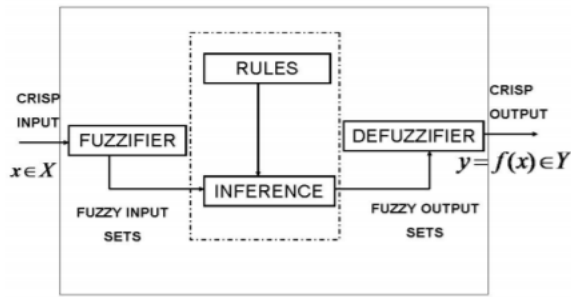 RULES
CRISP
INPUT
x∈X
FUZZIFIER
FUZZY INPUT
SETS
INFERENCE
DEFUZZIFIER
FUZZY OUTPUT
SETS
CRISP
OUTPUT
y=f(x)∈Y